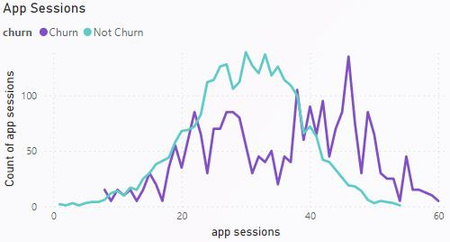 App Sessions
churn Churn Not Churn
Count of app sessions
100
50
0
0 20 40 60
app sessions